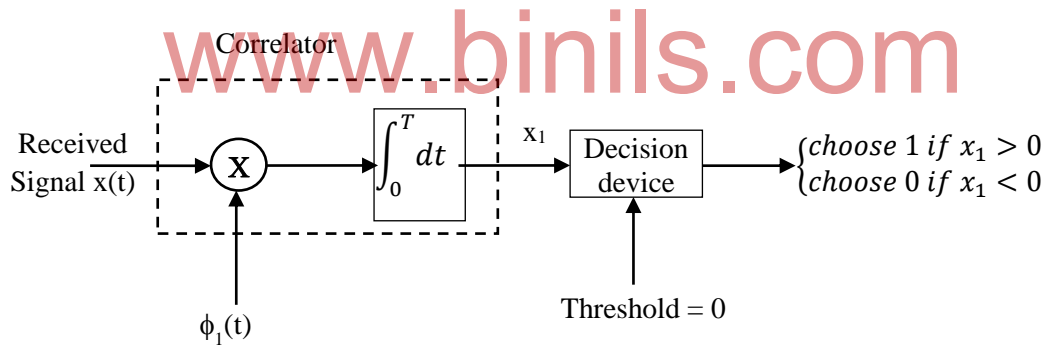 www.binils.com
Correlator
Received
Signal x(t)
X
∫₀ᵀ dt
x₁
Decision
device
{choose 1 if x₁ > 0
choose 0 if x₁ < 0
Threshold = 0
ϕ₁(t)